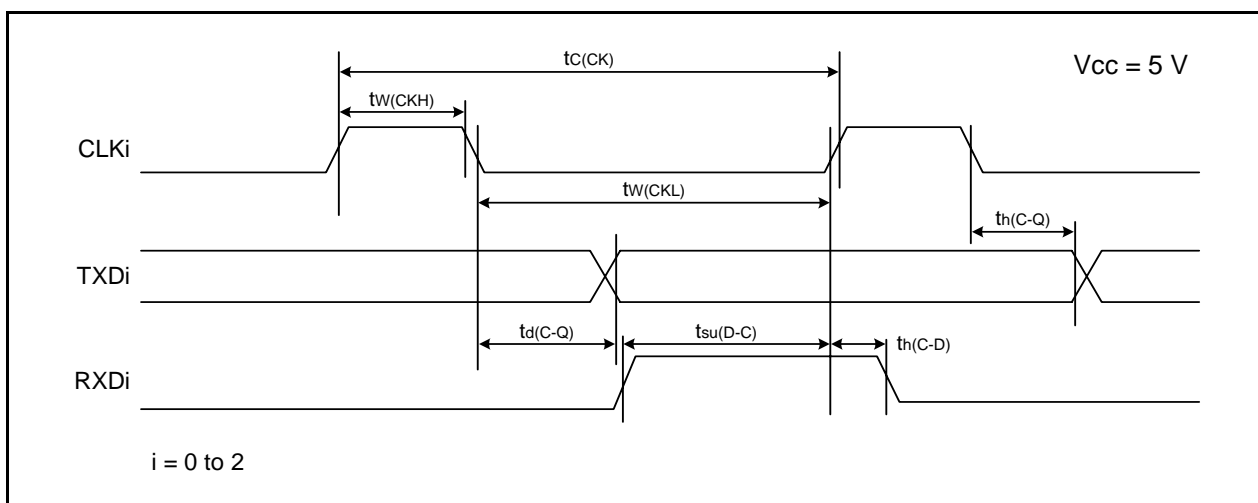 tC(CK)
Vcc = 5 V
tW(CKH)
CLKi
tW(CKL)
th(C-Q)
TXDi
td(C-Q)
tsu(D-C)
th(C-D)
RXDi
i = 0 to 2